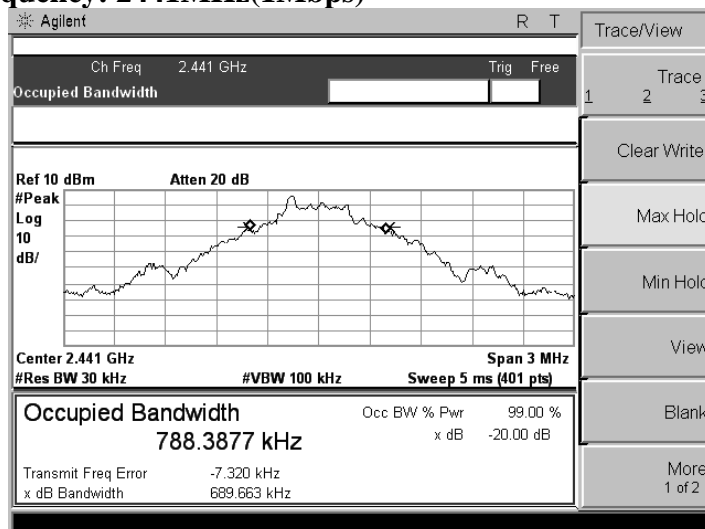 quency: 2441MHz(1Mbps)
Agilent R T
Trace/View
Ch Freq 2.441 GHz Trig Free
Occupied Bandwidth
Trace
1 2 3
Clear Write
Max Hold
Min Hold
View
Blank
More
1 of 2
Ref 10 dBm Atten 20 dB
#Peak
Log
10
dB/
Center 2.441 GHz Span 3 MHz
#Res BW 30 kHz #VBW 100 kHz Sweep 5 ms (401 pts)
Occupied Bandwidth
788.3877 kHz
Occ BW % Pwr 99.00 %
x dB -20.00 dB
Transmit Freq Error -7.320 kHz
x dB Bandwidth 689.663 kHz